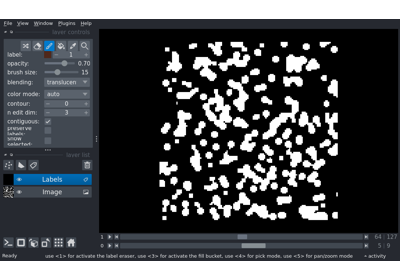 File View Window Plugins Help
layer controls
label: 1
opacity: 0.70
brush size: 15
blending: translucen
color mode: auto
contour: 0
n edit dim: 3
contiguous:
preserve
labels:
show
selected:
layer list
Labels
Image
1 64 127
0 5 9
Ready use <1> for activate the label eraser, use <3> for activate the fill bucket, use <4> for pick mode, use <5> for pan/zoom mode activity